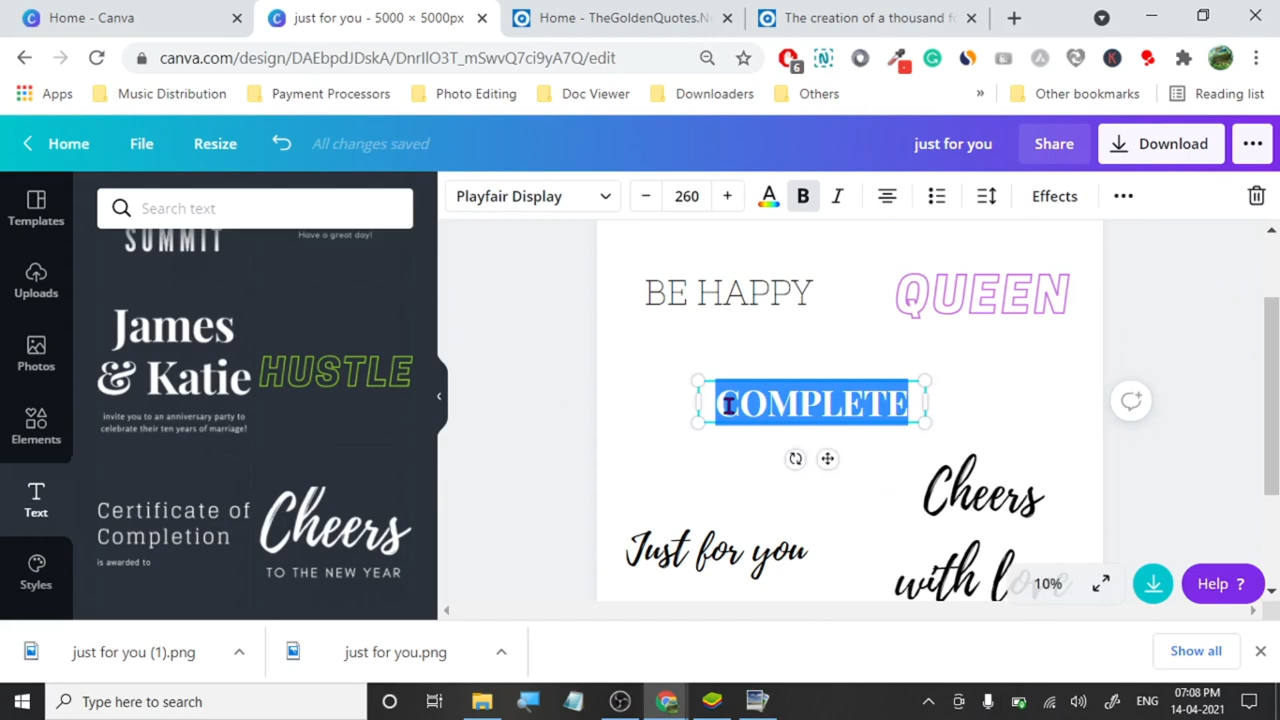 Home - Canva
just for you - 5000 × 5000px
Home - TheGoldenQuotes.Ne
The creation of a thousand fo
canva.com/design/DAEbpdJDskA/DnrIlO3T_mSwvQ7ci9yA7Q/edit
6
Apps
Music Distribution
Payment Processors
Photo Editing
Doc Viewer
Downloaders
Others
»
Other bookmarks
Reading list
Home
File
Resize
All changes saved
just for you
Share
Download
Templates
Uploads
Photos
Elements
Text
Styles
Search text
SUMMIT
Have a great day!
James
& Katie
invite you to an anniversary party to
celebrate their ten years of marriage!
HUSTLE
Certificate of
Completion
is awarded to
Cheers
TO THE NEW YEAR
Playfair Display
260
A
B
I
Effects
BE HAPPY
QUEEN
COMPLETE
Cheers
Just for you
with love
10%
Help ?
just for you (1).png
just for you.png
Show all
Type here to search
ENG
07:08 PM
14-04-2021